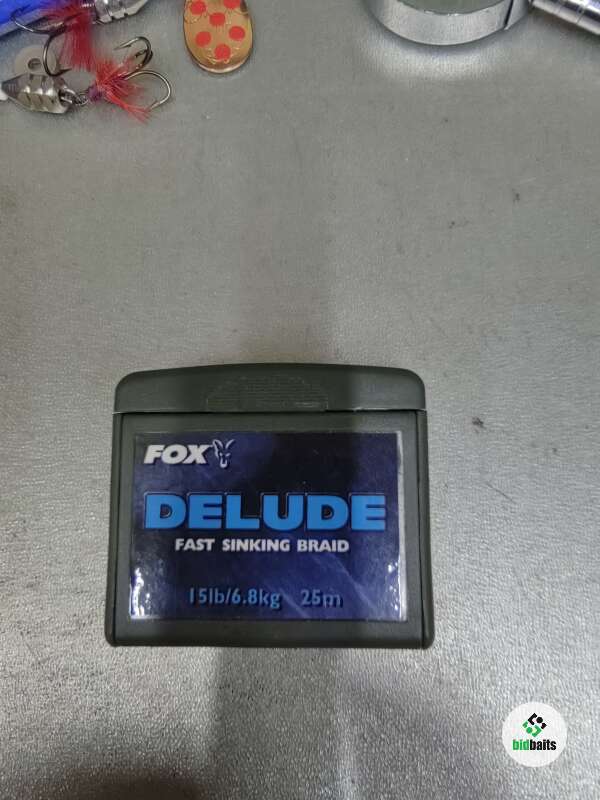 FOX
DELUDE
FAST SINKING BRAID
15lb/6.8kg 25m
bidbaits